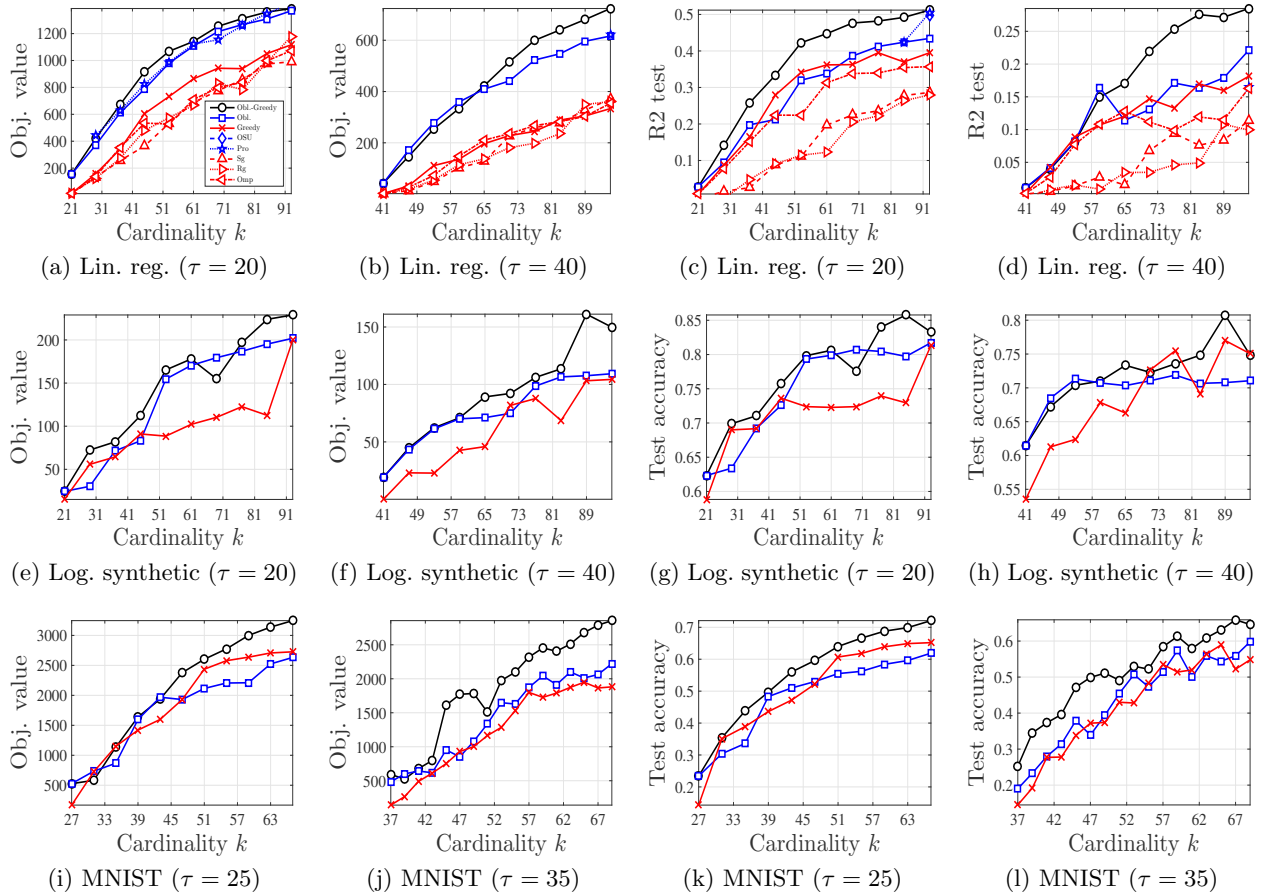 1200
1000
800
600
400
200
Obj. value
Obl.-Greedy
Obl.
Greedy
OSU
Pro
Sg
Rg
Omp
21 31 41 51 61 71 81 91
Cardinality k
(a) Lin. reg. (τ = 20)
600
400
200
Obj. value
41 49 57 65 73 81 89
Cardinality k
(b) Lin. reg. (τ = 40)
0.5
0.4
0.3
0.2
0.1
R2 test
21 31 41 51 61 71 81 91
Cardinality k
(c) Lin. reg. (τ = 20)
0.25
0.2
0.15
0.1
0.05
R2 test
41 49 57 65 73 81 89
Cardinality k
(d) Lin. reg. (τ = 40)
200
150
100
50
Obj. value
21 31 41 51 61 71 81 91
Cardinality k
(e) Log. synthetic (τ = 20)
150
100
50
Obj. value
41 49 57 65 73 81 89
Cardinality k
(f) Log. synthetic (τ = 40)
0.85
0.8
0.75
0.7
0.65
0.6
Test accuracy
21 31 41 51 61 71 81 91
Cardinality k
(g) Log. synthetic (τ = 20)
0.8
0.75
0.7
0.65
0.6
0.55
Test accuracy
41 49 57 65 73 81 89
Cardinality k
(h) Log. synthetic (τ = 40)
3000
2500
2000
1500
1000
500
Obj. value
27 33 39 45 51 57 63
Cardinality k
(i) MNIST (τ = 25)
2500
2000
1500
1000
500
Obj. value
37 42 47 52 57 62 67
Cardinality k
(j) MNIST (τ = 35)
0.7
0.6
0.5
0.4
0.3
0.2
Test accuracy
27 33 39 45 51 57 63
Cardinality k
(k) MNIST (τ = 25)
0.6
0.5
0.4
0.3
0.2
Test accuracy
37 42 47 52 57 62 67
Cardinality k
(l) MNIST (τ = 35)